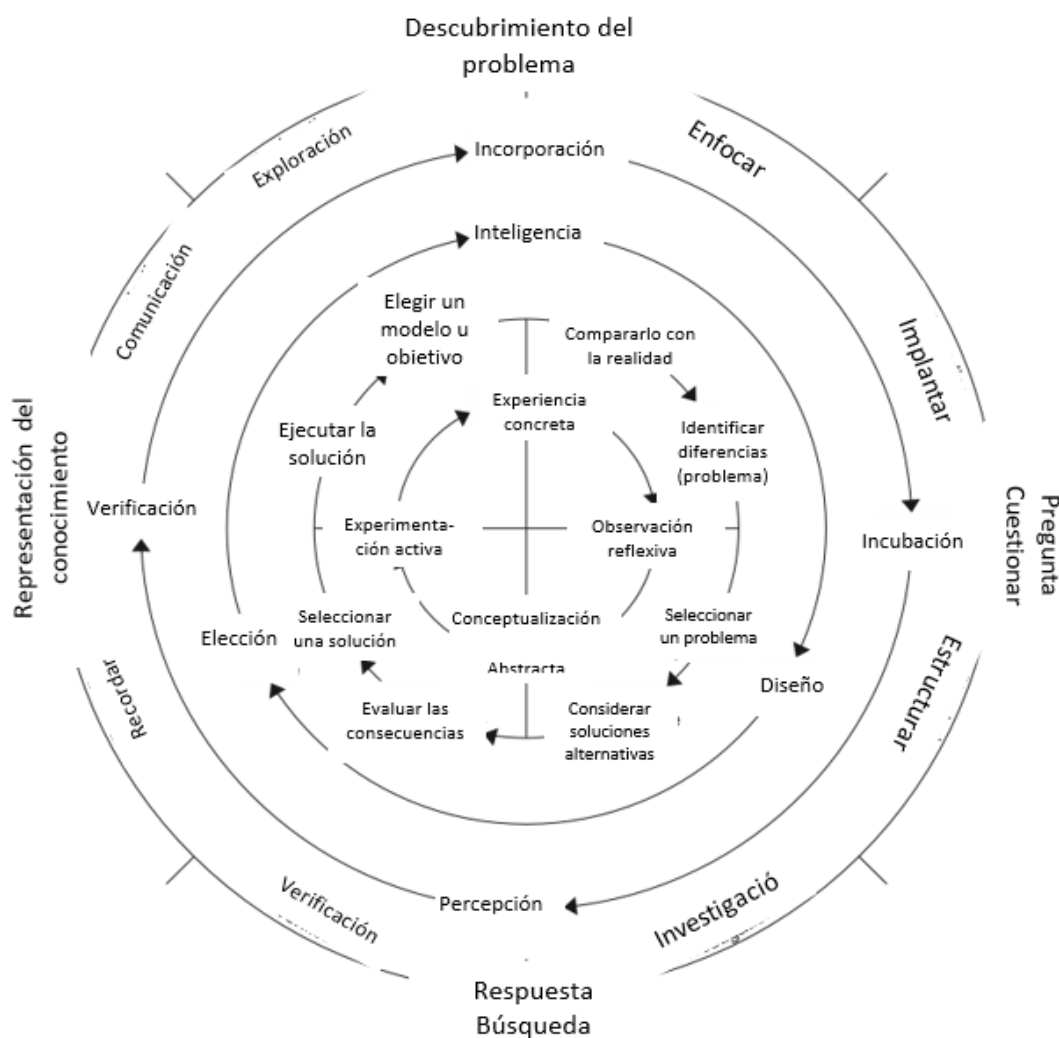 Descubrimiento del
problema
Exploración
Enfocar
Incorporación
Comunicación
Inteligencia
Implantar
Elegir un
modelo u
objetivo
Compararlo con
la realidad
Experiencia
concreta
Identificar
diferencias
(problema)
Ejecutar la
solución
Representación del
conocimiento
Verificación
Experimenta-
ción activa
Observación
reflexiva
Incubación
Pregunta
Cuestionar
Conceptualización
Abstracta
Seleccionar
una solución
Seleccionar
un problema
Elección
Diseño
Estructurar
Recordar
Evaluar las
consecuencias
Considerar
soluciones
alternativas
Verificación
Percepción
Investigació
Respuesta
Búsqueda